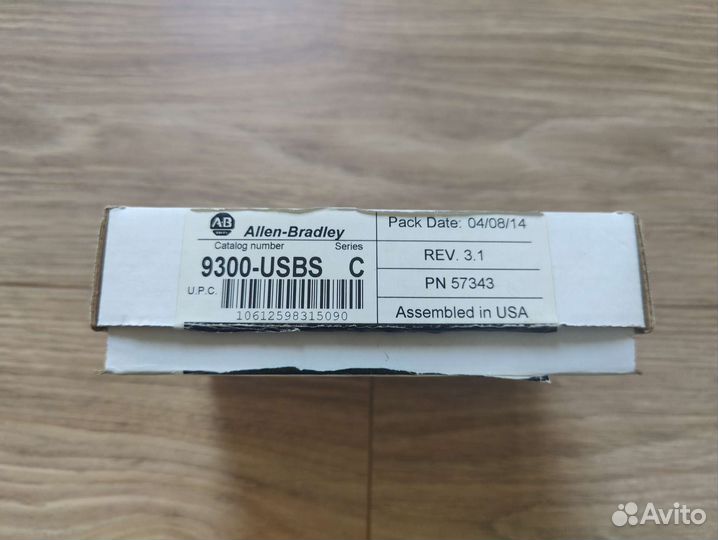 A-B
Allen-Bradley
Catalog number Series
9300-USBS C
U.P.C.
10612598315090
Pack Date: 04/08/14
REV. 3.1
PN 57343
Assembled in USA
Avito